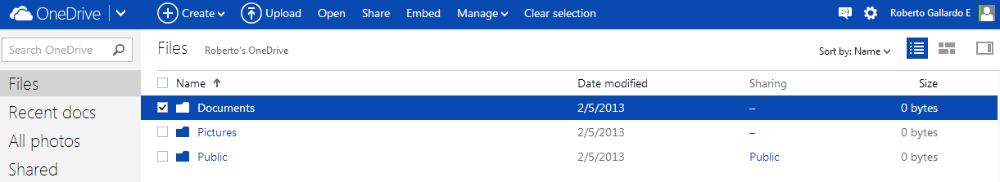 OneDrive Create Upload Open Share Embed Manage Clear selection Roberto Gallardo E
Search OneDrive
Files Roberto's OneDrive Sort by: Name
Files
Recent docs
All photos
Shared
Name Date modified Sharing Size
Documents 2/5/2013 – 0 bytes
Pictures 2/5/2013 – 0 bytes
Public 2/5/2013 Public 0 bytes